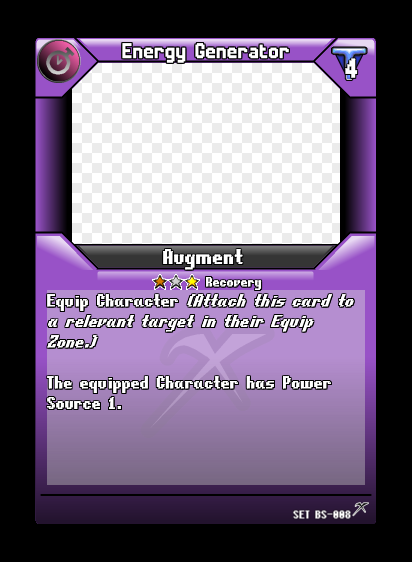 Energy Generator
4
Augment
Recovery
Equip Character (Attach this card to
a relevant target in their Equip
Zone.)
The equipped Character has Power
Source 1.
SET BS-008